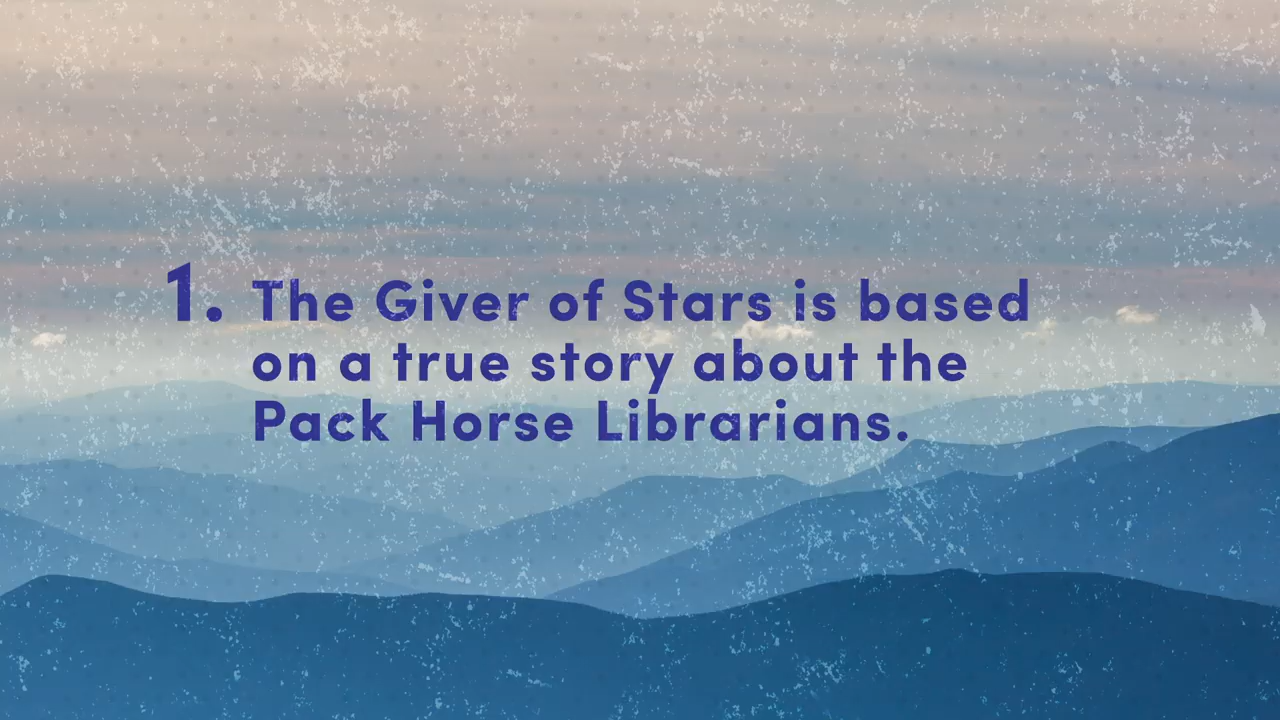 1. The Giver of Stars is based
on a true story about the
Pack Horse Librarians.